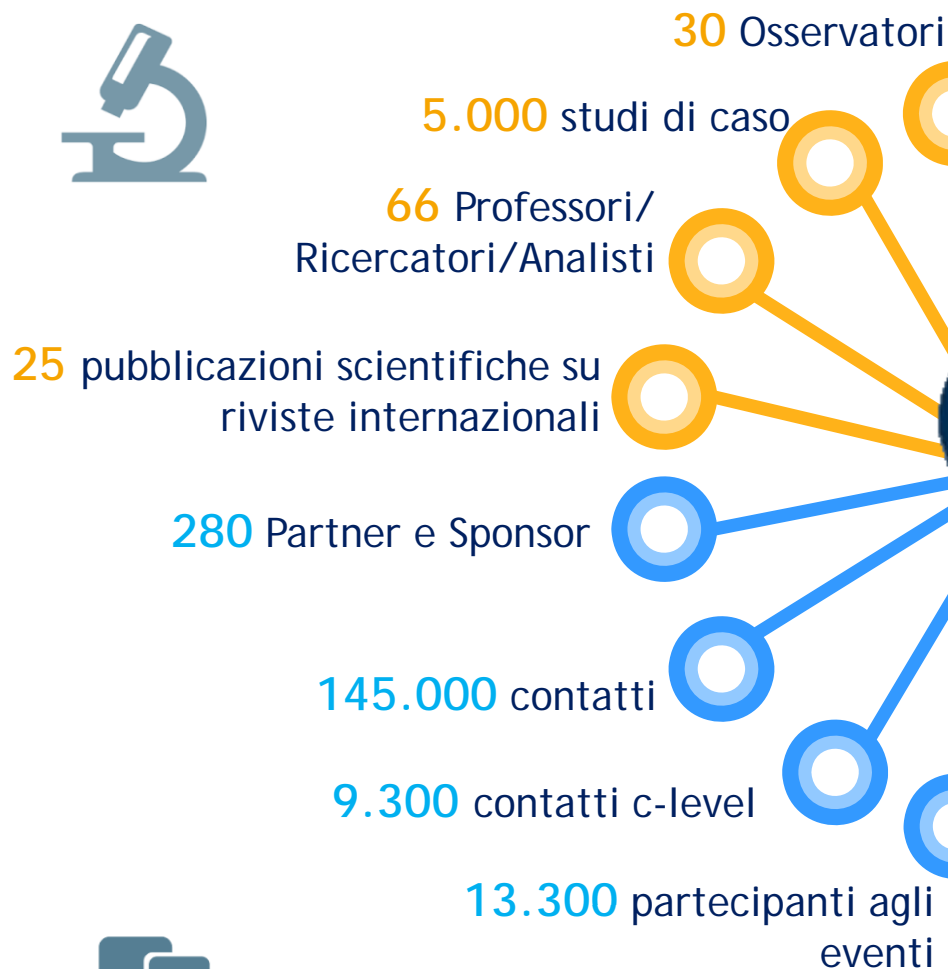 30 Osservatori
5.000 studi di caso
66 Professori/
Ricercatori/Analisti
25 pubblicazioni scientifiche su
riviste internazionali
280 Partner e Sponsor
145.000 contatti
9.300 contatti c-level
13.300 partecipanti agli
eventi